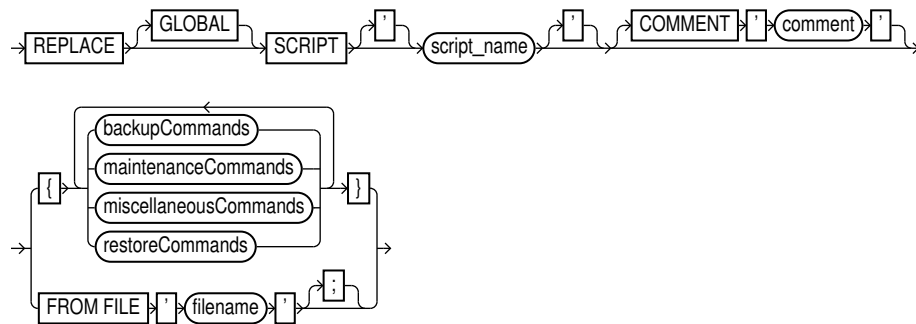 REPLACE GLOBAL SCRIPT ' script_name ' COMMENT ' comment '
{ backupCommands }
maintenanceCommands
miscellaneousCommands
restoreCommands
FROM FILE ' filename ' ;